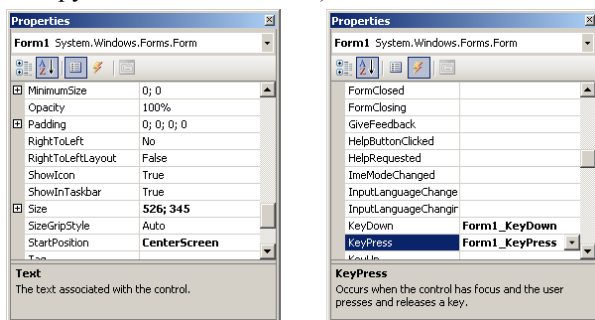 Properties
Form1 System.Windows.Forms.Form
MinimumSize 0; 0
Opacity 100%
Padding 0; 0; 0; 0
RightToLeft No
RightToLeftLayout False
ShowIcon True
ShowInTaskbar True
Size 526; 345
SizeGripStyle Auto
StartPosition CenterScreen
Text
The text associated with the control.
Properties
Form1 System.Windows.Forms.Form
FormClosed
FormClosing
GiveFeedback
HelpButtonClicked
HelpRequested
ImeModeChanged
InputLanguageChange
InputLanguageChangin
KeyDown Form1_KeyDown
KeyPress Form1_KeyPress
KeyUp
KeyPress
Occurs when the control has focus and the user
presses and releases a key.